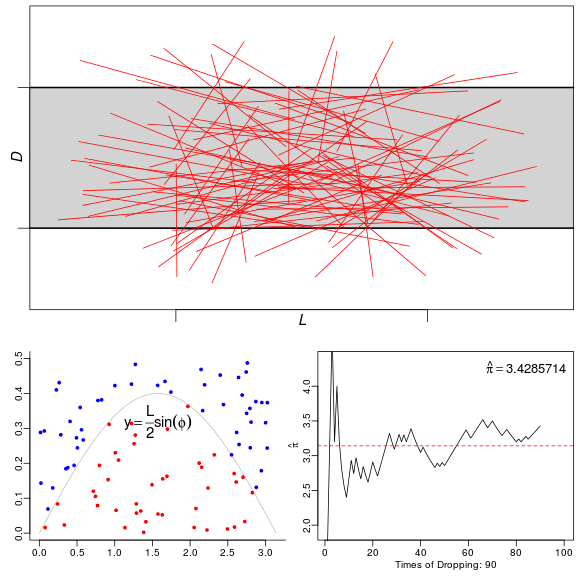 D
L
0.0 0.1 0.2 0.3 0.4 0.5
y = L/2 sin(ϕ)
0.0 0.5 1.0 1.5 2.0 2.5 3.0
π̂
2.0 2.5 3.0 3.5 4.0
π̂ = 3.4285714
0 20 40 60 80 100
Times of Dropping: 90